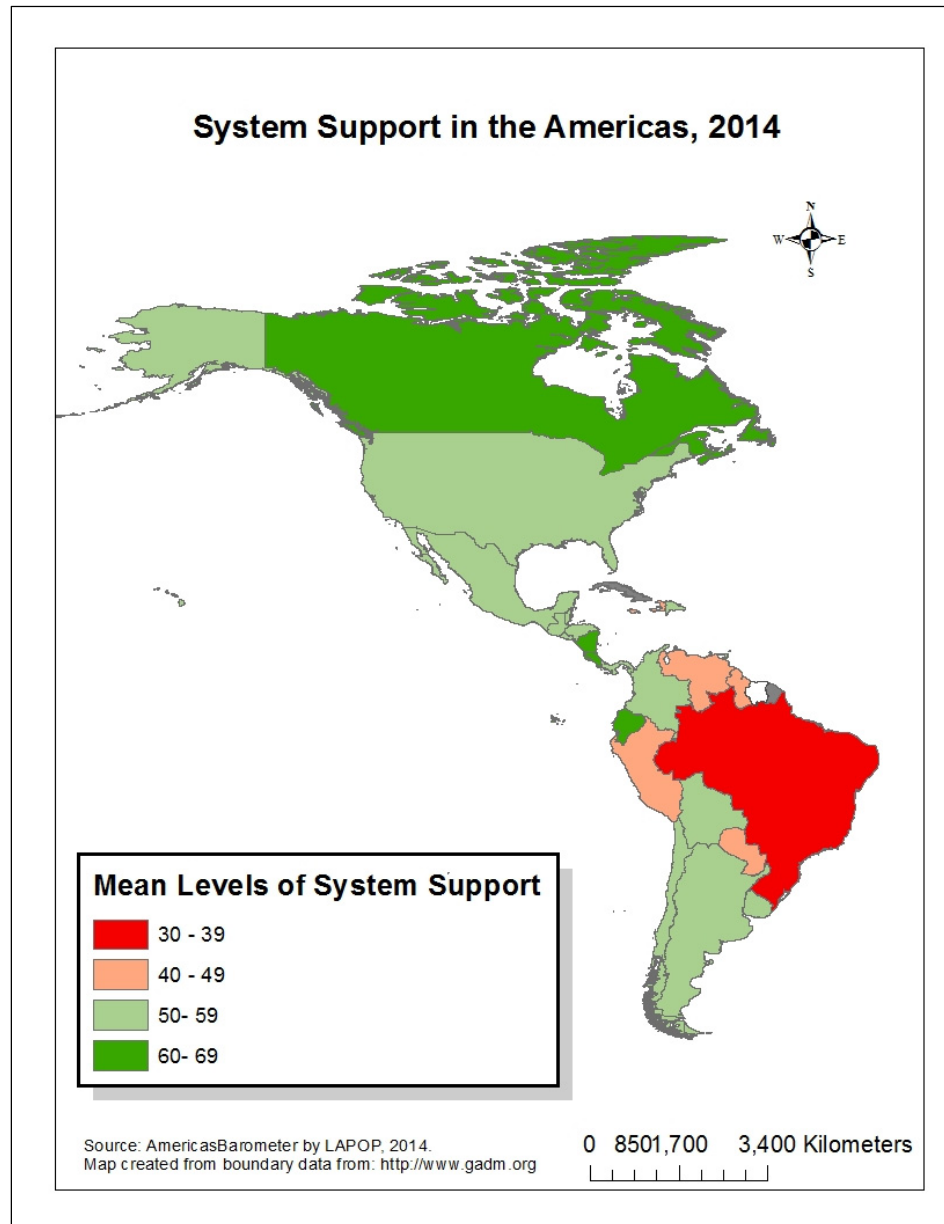 System Support in the Americas, 2014
N
W E
S
Mean Levels of System Support
30 - 39
40 - 49
50- 59
60- 69
Source: AmericasBarometer by LAPOP, 2014.
Map created from boundary data from: http://www.gadm.org
0 8501,700 3,400 Kilometers